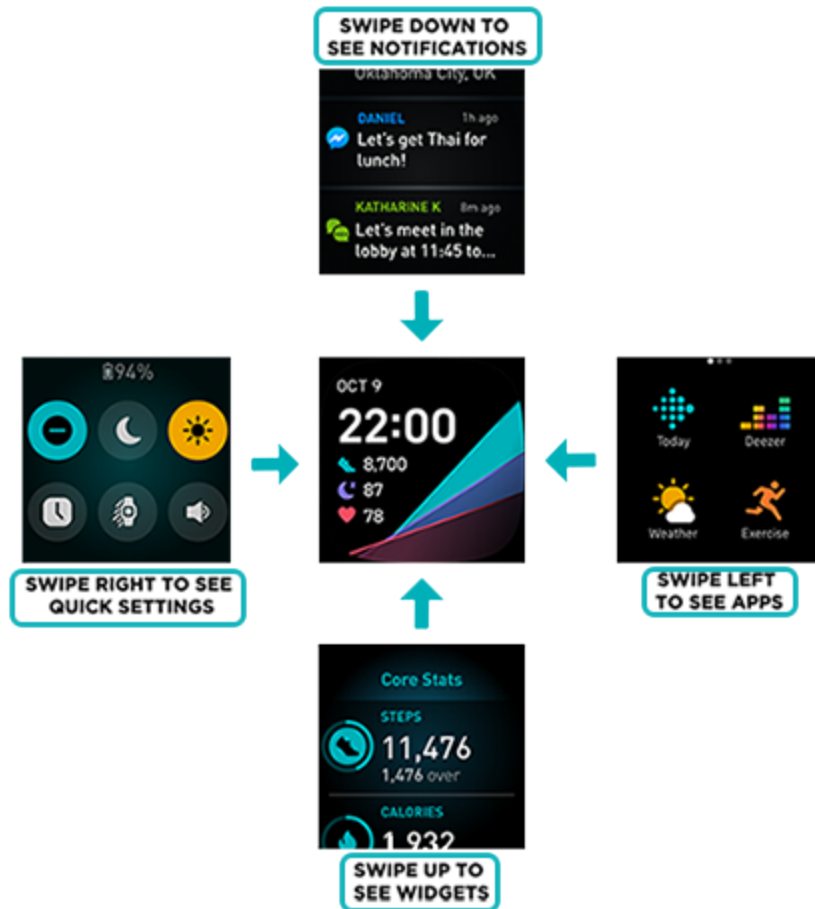 SWIPE DOWN TO
SEE NOTIFICATIONS
Oklahoma City, OK
DANIEL 1h ago
Let's get Thai for
lunch!
KATHARINE K 8m ago
Let's meet in the
lobby at 11:45 to...
94%
SWIPE RIGHT TO SEE
QUICK SETTINGS
OCT 9
22:00
8,700
87
78
Today Deezer
Weather Exercise
SWIPE LEFT
TO SEE APPS
Core Stats
STEPS
11,476
1,476 over
CALORIES
1,932
SWIPE UP TO
SEE WIDGETS